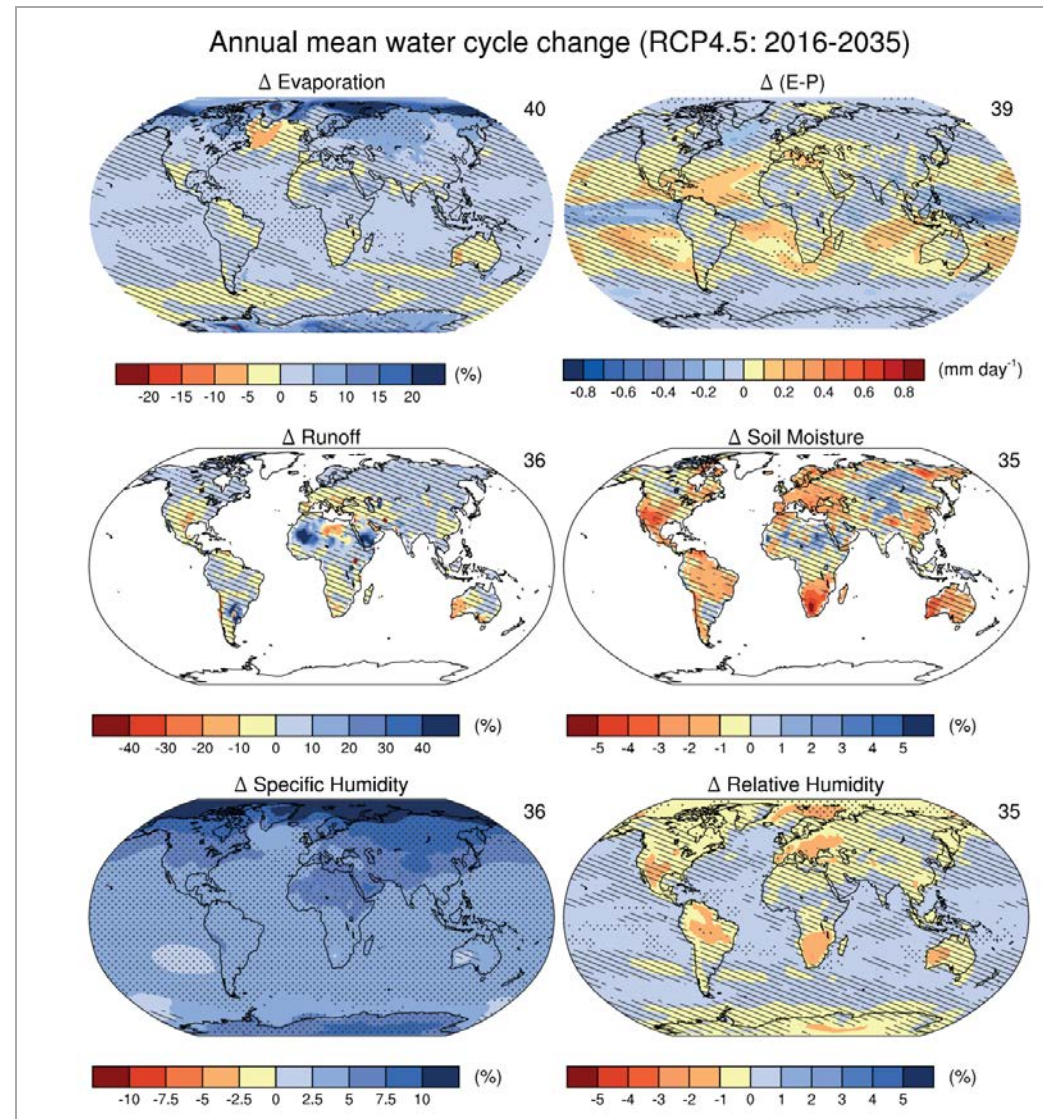 Annual mean water cycle change (RCP4.5: 2016-2035)
Δ Evaporation
40
Δ (E-P)
39
-20 -15 -10 -5 0 5 10 15 20 (%)
-0.8 -0.6 -0.4 -0.2 0 0.2 0.4 0.6 0.8 (mm day⁻¹)
Δ Runoff
36
Δ Soil Moisture
35
-40 -30 -20 -10 0 10 20 30 40 (%)
-5 -4 -3 -2 -1 0 1 2 3 4 5 (%)
Δ Specific Humidity
36
Δ Relative Humidity
35
-10 -7.5 -5 -2.5 0 2.5 5 7.5 10 (%)
-5 -4 -3 -2 -1 0 1 2 3 4 5 (%)